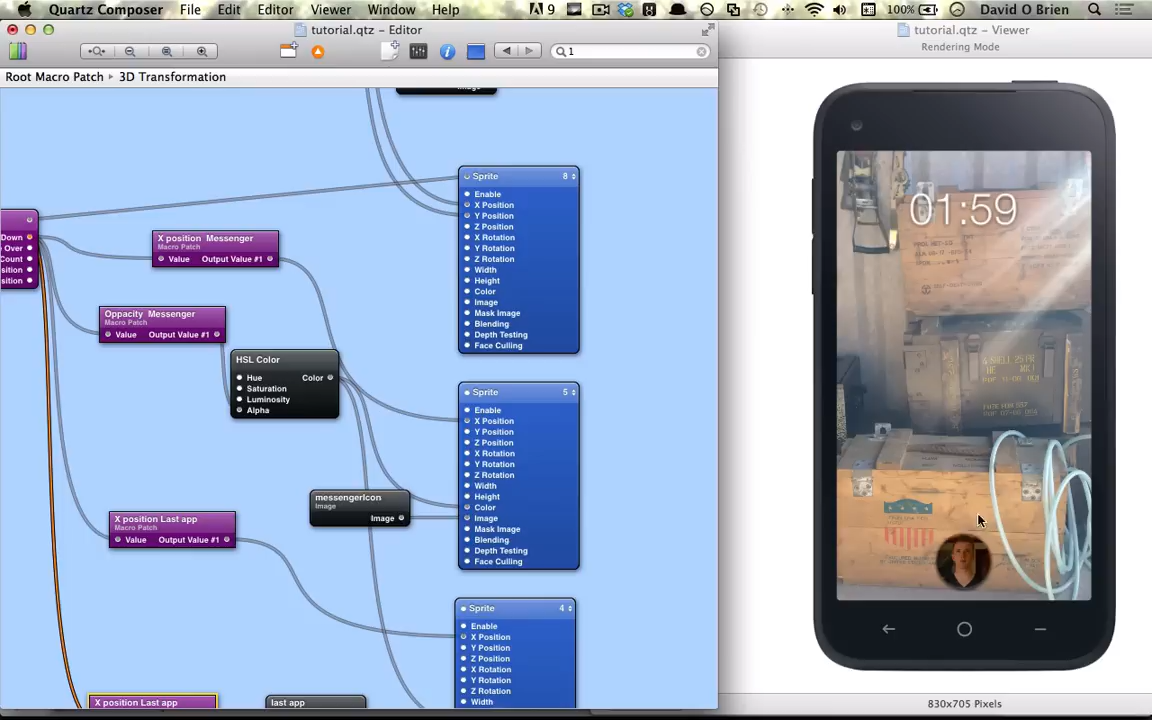 Quartz Composer File Edit Editor Viewer Window Help 9 100% David O Brien
tutorial.qtz - Editor
1
Root Macro Patch ▸ 3D Transformation
Image
Down
Over
Count
sition
sition
X position Messenger
Macro Patch
Value Output Value #1
Oppacity Messenger
Macro Patch
Value Output Value #1
HSL Color
Hue Color
Saturation
Luminosity
Alpha
messengerIcon
Image
Image
X position Last app
Macro Patch
Value Output Value #1
X position Last app
last app
Sprite 8
Enable
X Position
Y Position
Z Position
X Rotation
Y Rotation
Z Rotation
Width
Height
Color
Image
Mask Image
Blending
Depth Testing
Face Culling
Sprite 5
Enable
X Position
Y Position
Z Position
X Rotation
Y Rotation
Z Rotation
Width
Height
Color
Image
Mask Image
Blending
Depth Testing
Face Culling
Sprite 4
Enable
X Position
Y Position
Z Position
X Rotation
Y Rotation
Z Rotation
Width
tutorial.qtz - Viewer
Rendering Mode
01:59
830x705 Pixels